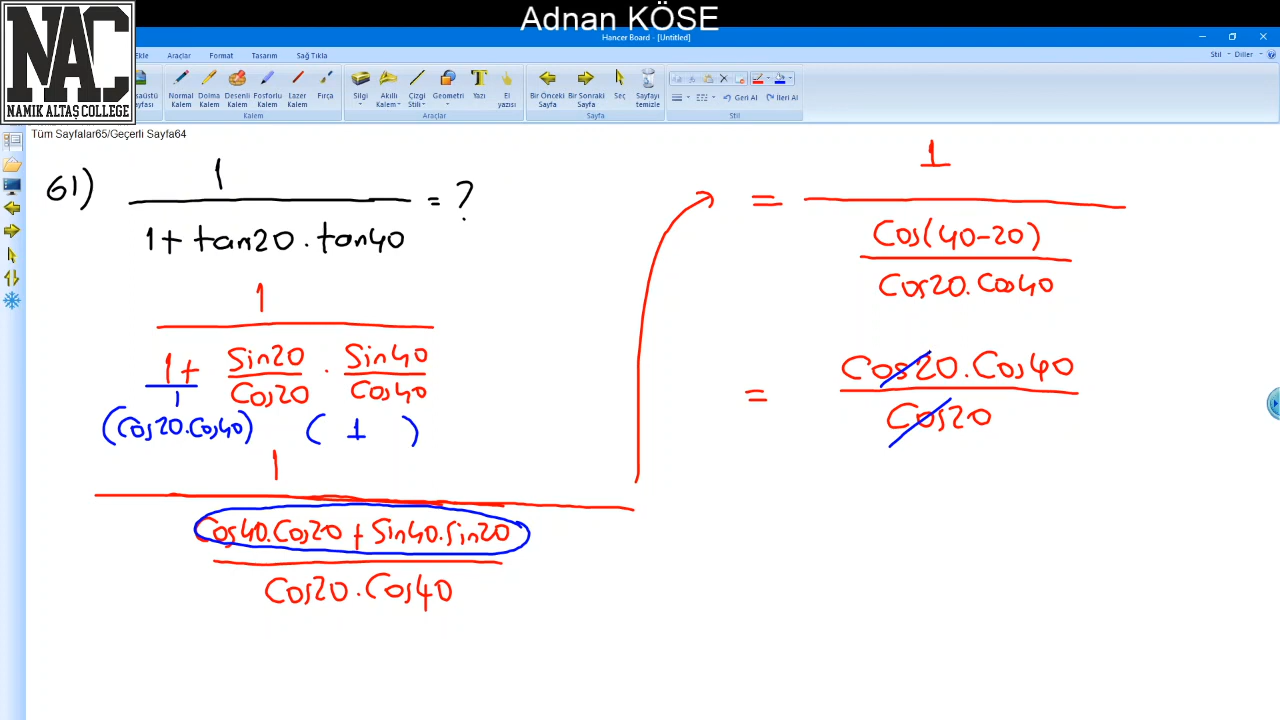 Adnan KÖSE
Hancer Board - [Untitled]
NAC
NAMIK ALTAŞ COLLEGE
Ekle Araçlar Format Tasarım Sağ Tıkla
Stil Diller
Normal Kalem
Dolma Kalem
Desenli Kalem
Fosforlu Kalem
Lazer Kalem
Fırça
Silgi
Akıllı Kalem
Çizgi Stili
Geometri
Yazı
El yazısı
Bir Önceki Sayfa
Bir Sonraki Sayfa
Seç
Sayfayı temizle
Geri Al
İleri Al
Kalem
Araçlar
Sayfa
Stil
Tüm Sayfalar65/Geçerli Sayfa64
61)
1
1+ tan20 . tan40
= ?
1
1+ Sin20 . Sin40
Cos20 Cos40
1
(Cos20.Cos40) ( 1 )
1
Cos40.Cos20 + Sin40.Sin20
Cos20 . Cos40
= 1
Cos(40-20)
Cos20.Cos40
= Cos20.Cos40
Cos20